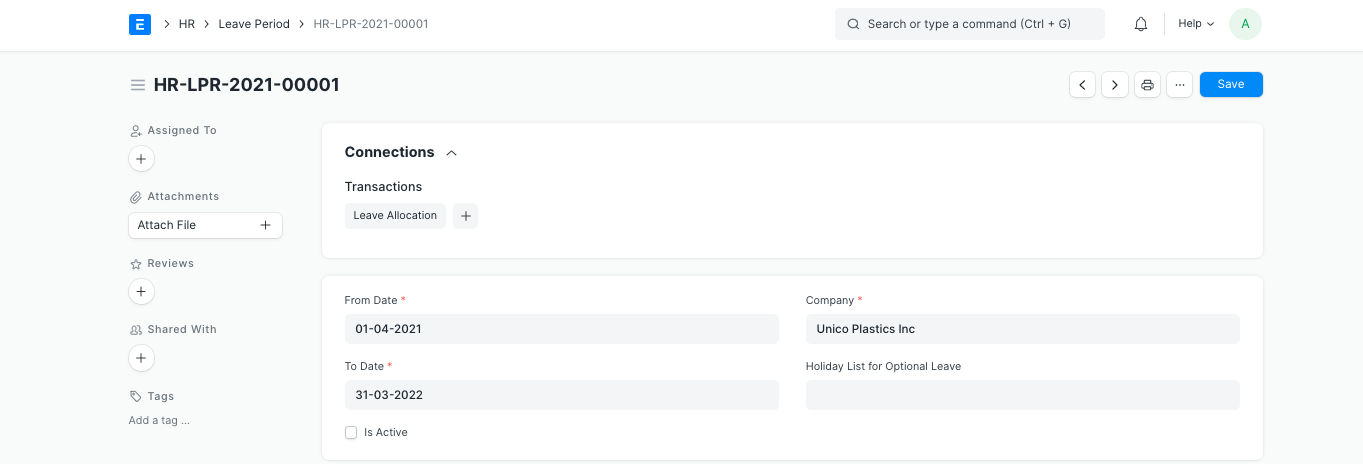 E
HR
Leave Period
HR-LPR-2021-00001
Search or type a command (Ctrl + G)
Help
A
HR-LPR-2021-00001
...
Save
Assigned To
Attachments
Attach File
Reviews
Shared With
Tags
Add a tag ...
Connections
Transactions
Leave Allocation
From Date *
01-04-2021
Company *
Unico Plastics Inc
To Date *
31-03-2022
Holiday List for Optional Leave
Is Active